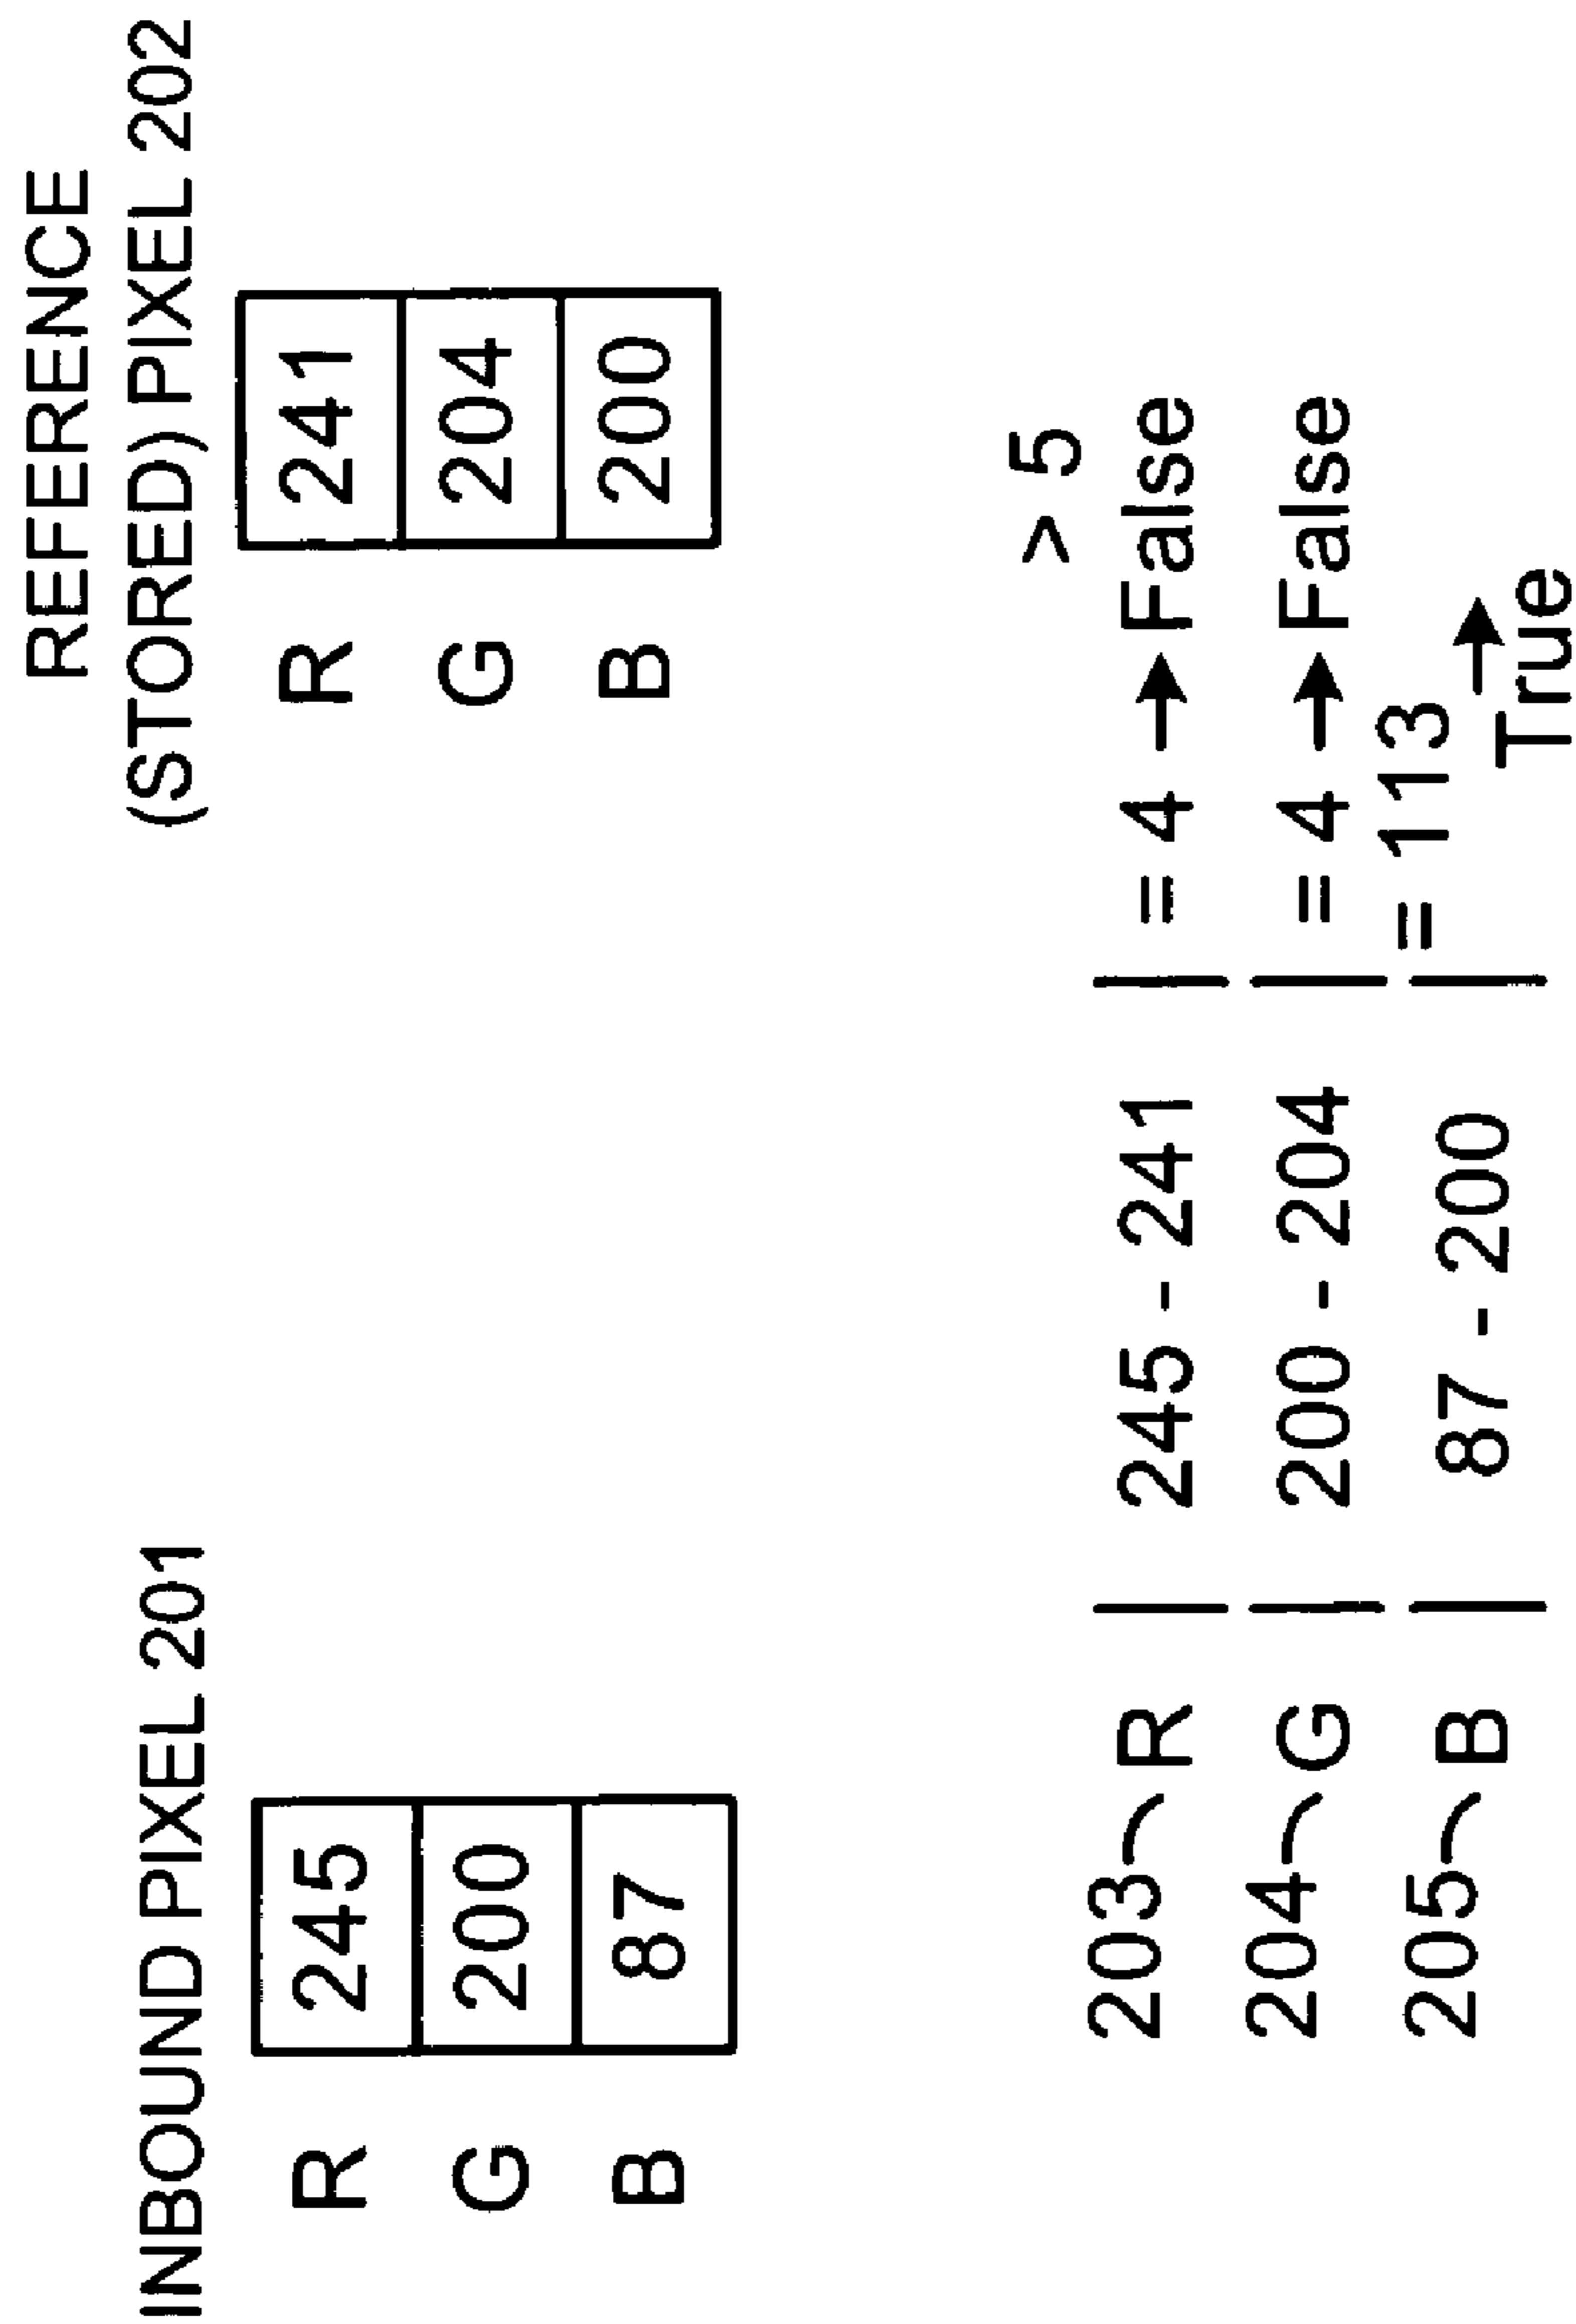 INBOUND PIXEL 201
R 245
G 200
B 87
REFERENCE
(STORED) PIXEL 202
R 241
G 204
B 200
> 5
203 R | 245 - 241 | = 4 → False
204 G | 200 - 204 | = 4 → False
205 B | 87 - 200 | = 113 → True